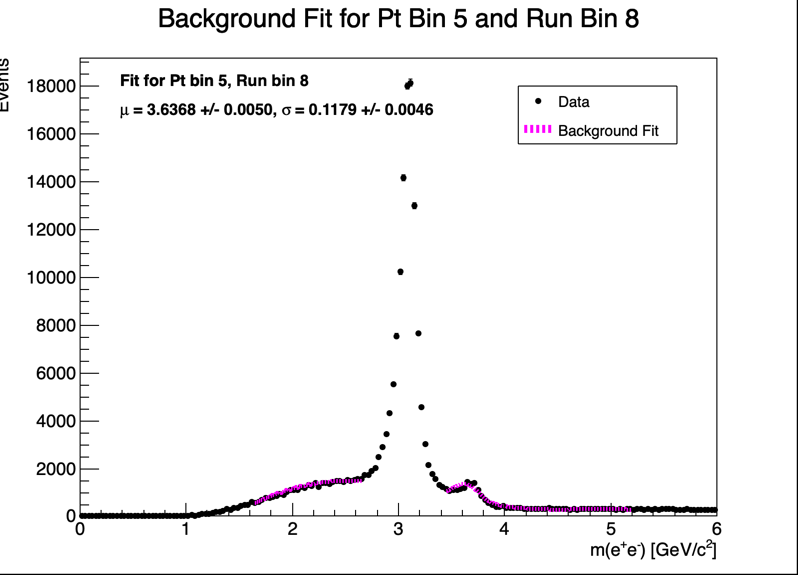 Background Fit for Pt Bin 5 and Run Bin 8
Events
Fit for Pt bin 5, Run bin 8
μ = 3.6368 +/- 0.0050, σ = 0.1179 +/- 0.0046
Data
Background Fit
18000
16000
14000
12000
10000
8000
6000
4000
2000
0
0 1 2 3 4 5 6
m(e⁺e⁻) [GeV/c²]